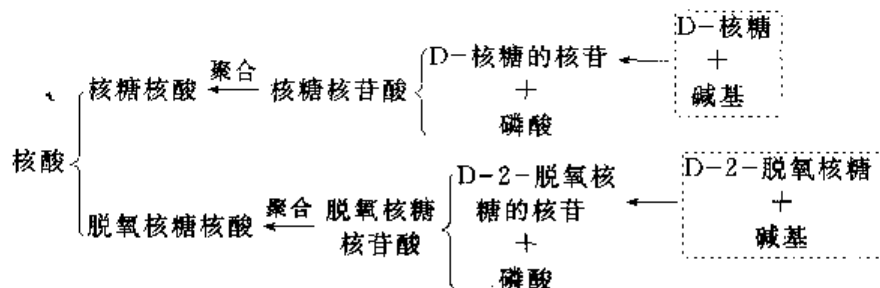 D-核糖
+
碱基
D-核糖的核苷
+
磷酸
核糖核酸 聚合 核糖核苷酸
核酸
D-2-脱氧核糖
+
碱基
D-2-脱氧核
糖的核苷
+
磷酸
脱氧核糖核酸 聚合 脱氧核糖
核苷酸